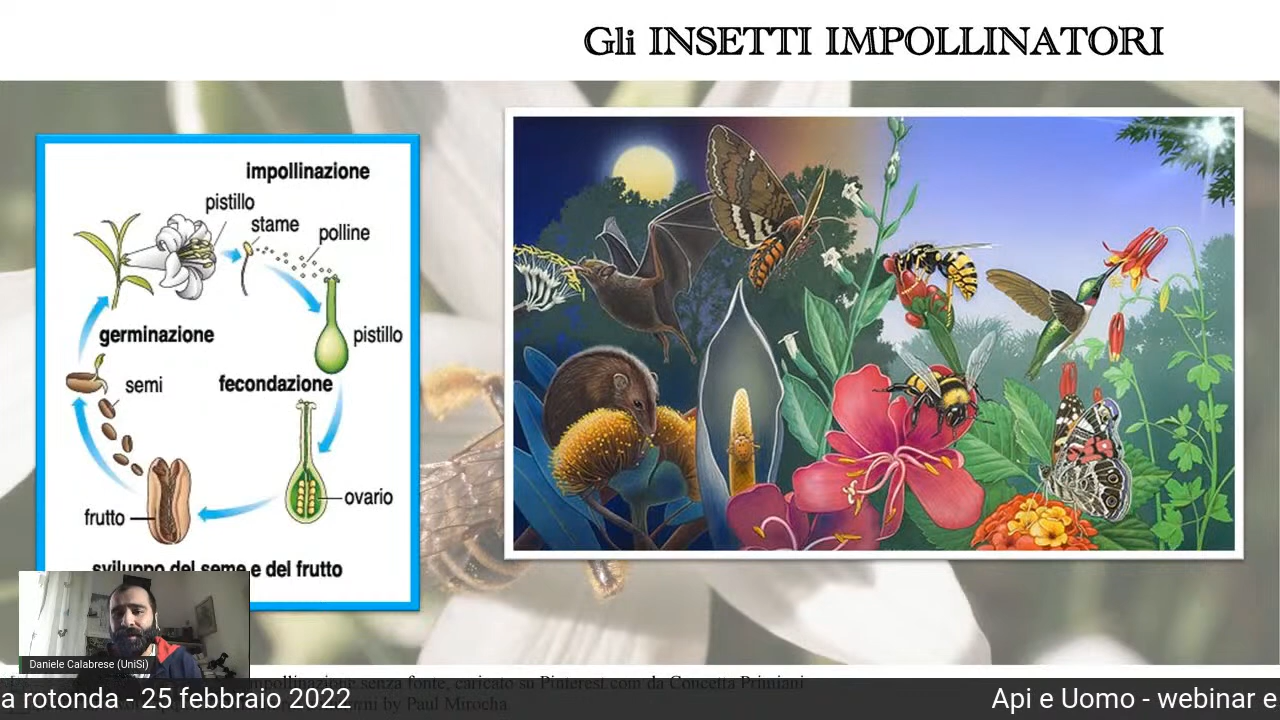 Gli INSETTI IMPOLLINATORI
impollinazione
pistillo
stame
polline
germinazione
pistillo
semi
fecondazione
ovario
frutto
sviluppo del seme e del frutto
Daniele Calabrese (UniSi)
impollinazione senza fonte, caricato su Pinterest.com da Concetta Primiani
by Paul Mirocha
a rotonda - 25 febbraio 2022
Api e Uomo - webinar e